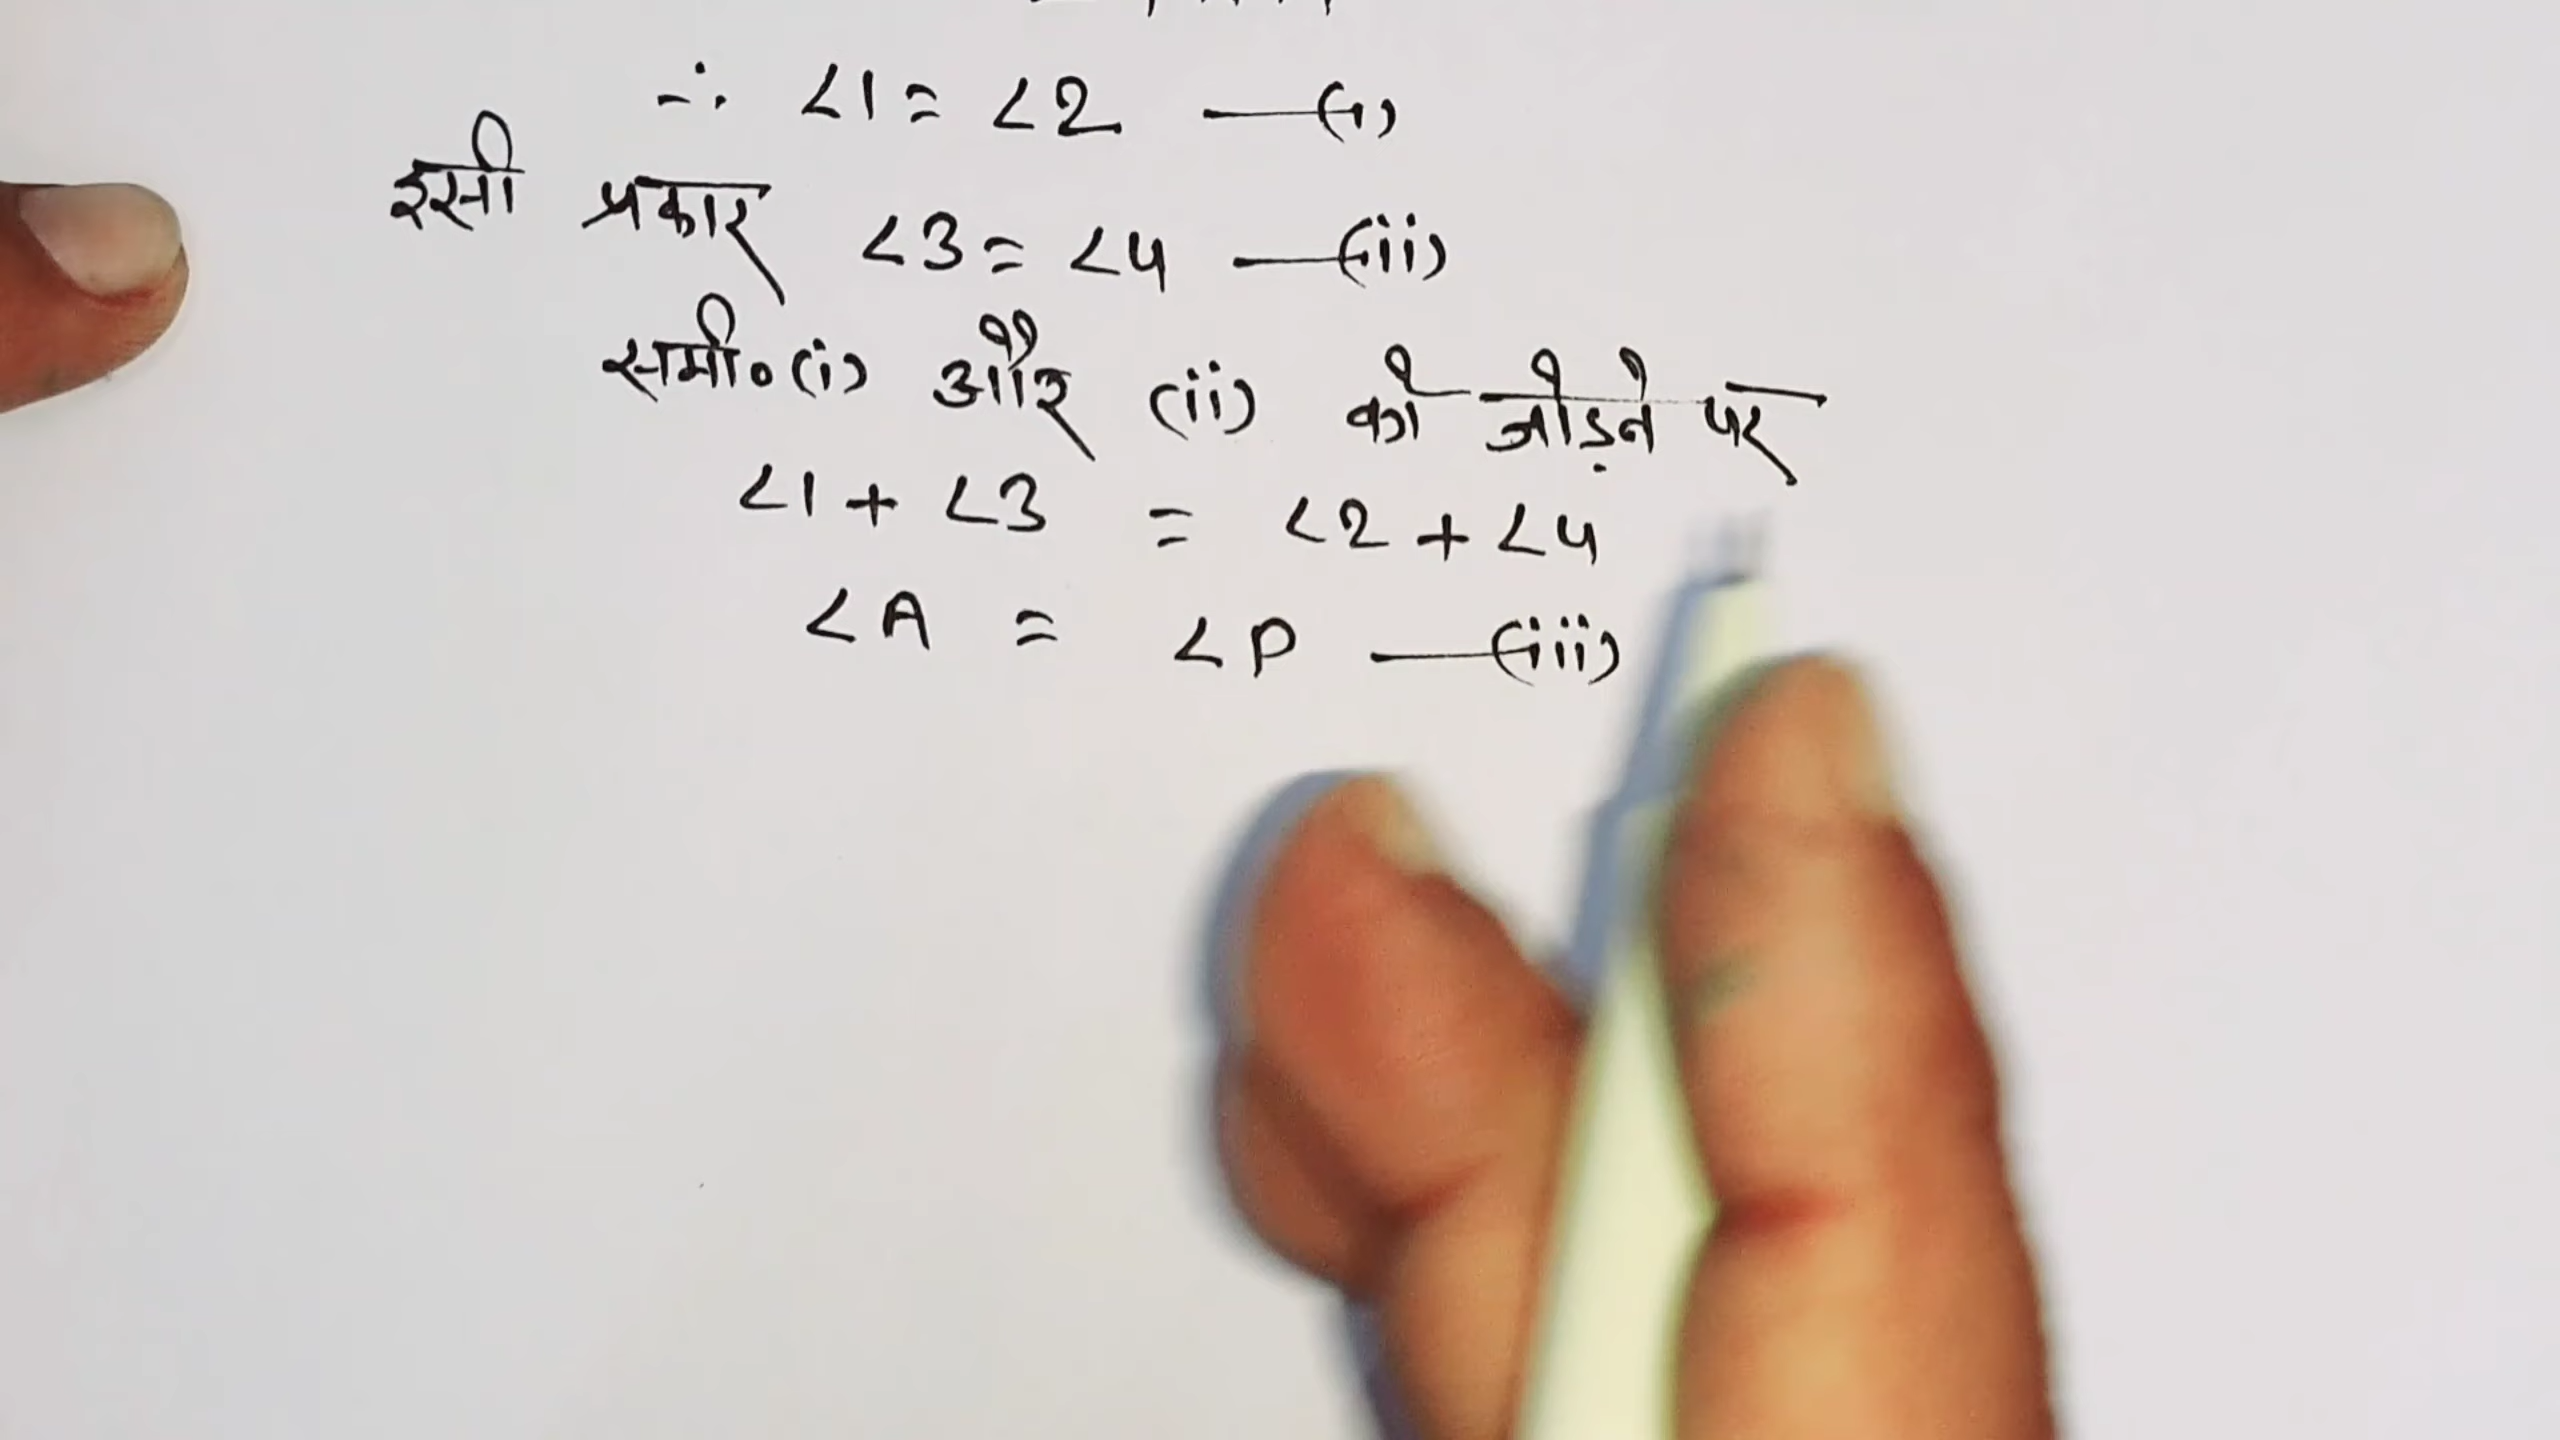 ∴ ∠1 = ∠2 —(i)
इसी प्रकार ∠3 = ∠4 —(ii)
समी० (i) और (ii) को जोड़ने पर
∠1 + ∠3 = ∠2 + ∠4
∠A = ∠P —(iii)